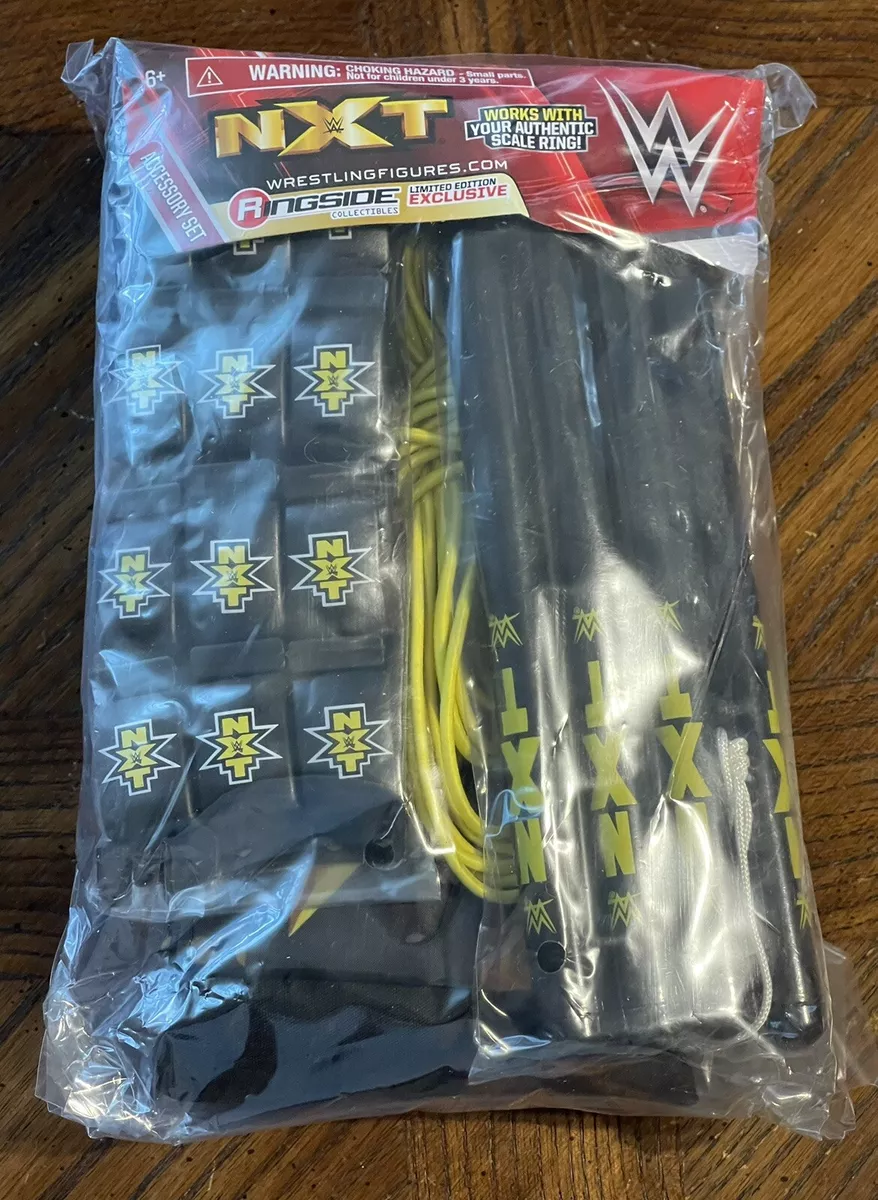 6+
WARNING: CHOKING HAZARD - Small parts.
Not for children under 3 years.
NXT
WORKS WITH
YOUR AUTHENTIC
SCALE RING!
W
WRESTLINGFIGURES.COM
ACCESSORY SET
RINGSIDE
COLLECTIBLES
LIMITED EDITION
EXCLUSIVE
NXT
NXT
NXT
NXT
NXT
NXT
NXT
NXT
NXT
NXT
NXT
NXT
NXT